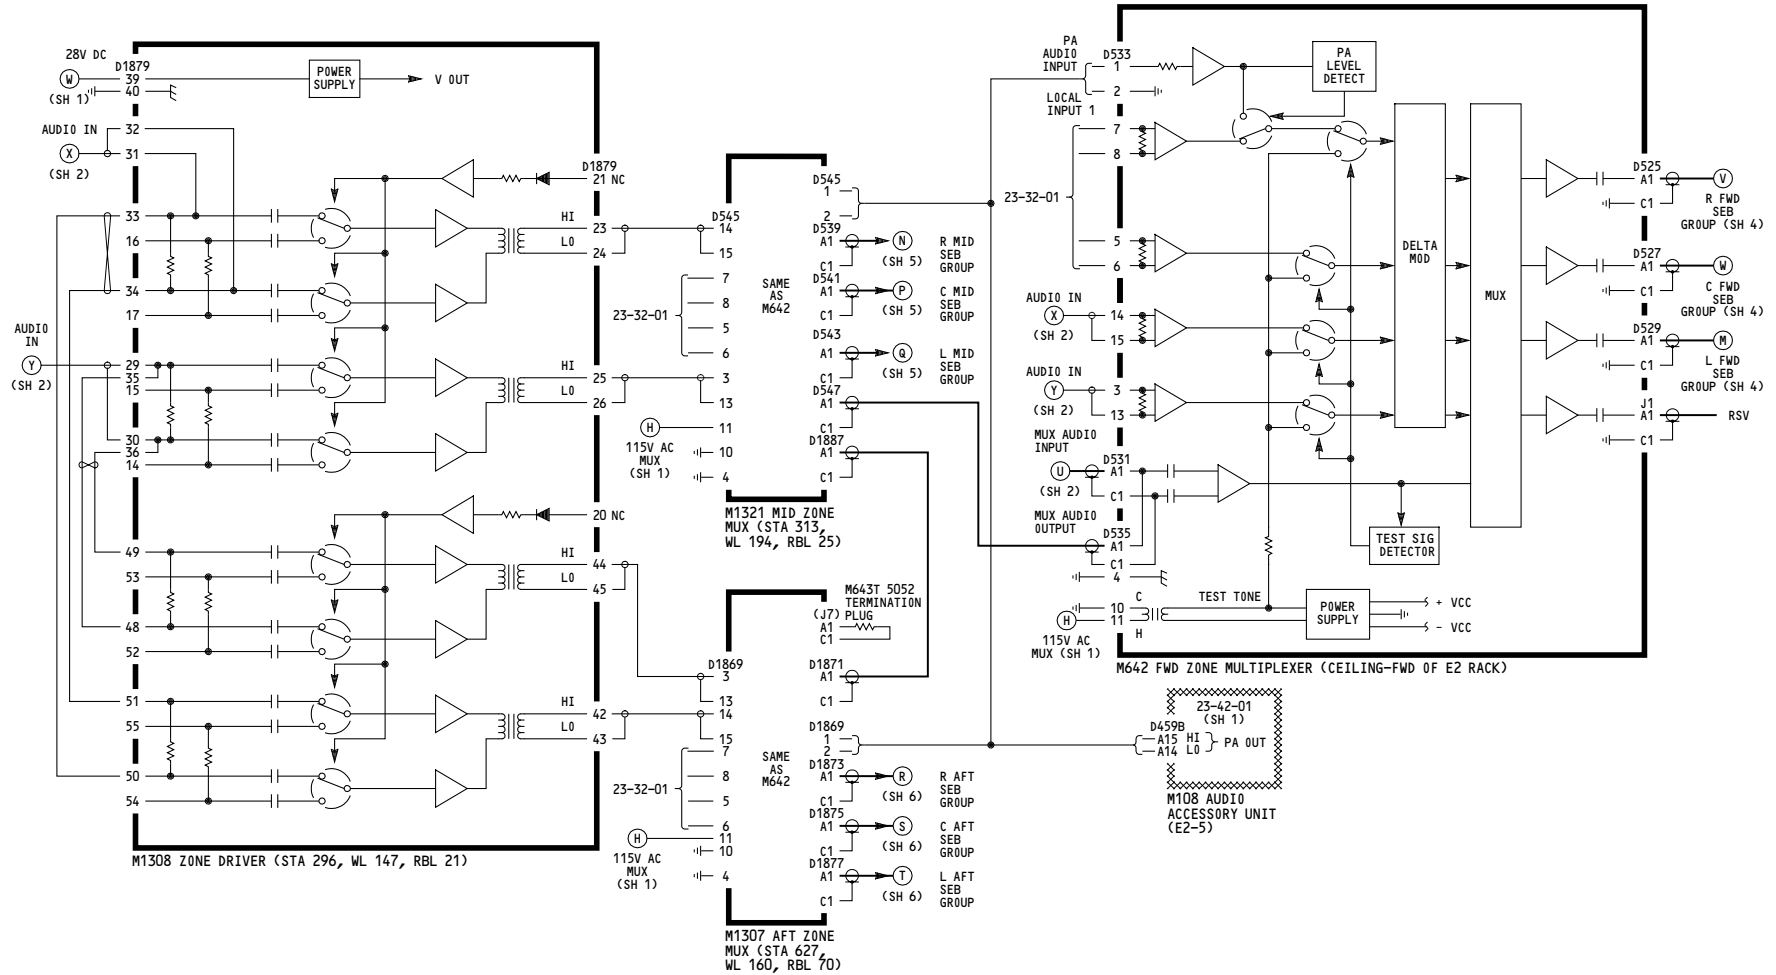 28V DC
D1879
W
(SH 1)
39
40
POWER
SUPPLY
V OUT
AUDIO IN
X
(SH 2)
32
31
33
16
34
17
AUDIO
IN
Y
(SH 2)
29
35
15
30
36
14
49
53
48
52
51
55
50
54
D1879
21 NC
HI
23
LO
24
HI
25
LO
26
20 NC
HI
44
LO
45
HI
42
LO
43
M1308 ZONE DRIVER (STA 296, WL 147, RBL 21)
D545
14
15
7
8
23-32-01
5
6
3
13
H
11
115V AC
MUX
(SH 1)
10
4
SAME
AS
M642
D545
1
2
D539
A1
C1
N
(SH 5)
R MID
SEB
GROUP
D541
A1
C1
P
(SH 5)
C MID
SEB
GROUP
D543
A1
C1
Q
(SH 5)
L MID
SEB
GROUP
D547
A1
C1
D1887
A1
C1
M1321 MID ZONE
MUX (STA 313,
WL 194, RBL 25)
M643T 5052
TERMINATION
PLUG
(J7)
A1
C1
D1869
3
13
14
15
7
8
23-32-01
5
6
H
11
10
115V AC
MUX
(SH 1)
4
SAME
AS
M642
D1871
A1
C1
D1869
1
2
D1873
A1
C1
R
(SH 6)
R AFT
SEB
GROUP
D1875
A1
C1
S
(SH 6)
C AFT
SEB
GROUP
D1877
A1
C1
T
(SH 6)
L AFT
SEB
GROUP
M1307 AFT ZONE
MUX (STA 627,
WL 160, RBL 70)
PA
AUDIO
INPUT
D533
1
2
LOCAL
INPUT 1
7
8
23-32-01
5
6
AUDIO IN
X
(SH 2)
14
15
AUDIO IN
Y
(SH 2)
3
13
MUX AUDIO
INPUT
D531
U
(SH 2)
A1
C1
MUX AUDIO
OUTPUT
D535
A1
C1
4
10
11
C
H
H
115V AC
MUX (SH 1)
PA
LEVEL
DETECT
DELTA
MOD
MUX
TEST SIG
DETECTOR
TEST TONE
POWER
SUPPLY
+ VCC
- VCC
D525
A1
C1
V
R FWD
SEB
GROUP (SH 4)
D527
A1
C1
W
C FWD
SEB
GROUP (SH 4)
D529
A1
C1
M
L FWD
SEB
GROUP (SH 4)
J1
A1
C1
RSV
M642 FWD ZONE MULTIPLEXER (CEILING-FWD OF E2 RACK)
23-42-01
(SH 1)
D459B
A15 HI
A14 LO
PA OUT
M108 AUDIO
ACCESSORY UNIT
(E2-5)